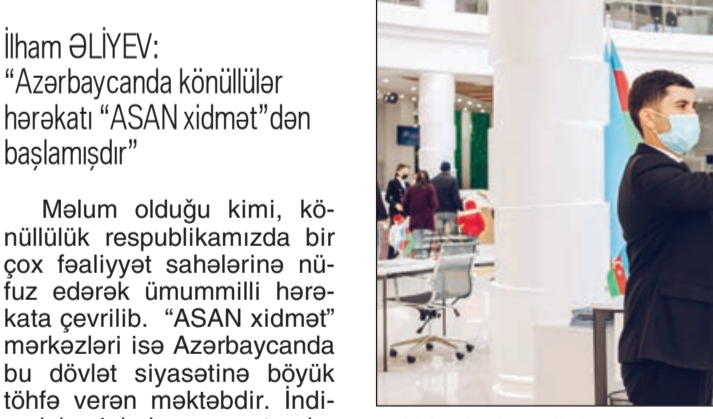 İlham ƏLİYEV:
“Azərbaycanda könüllülər
hərəkatı “ASAN xidmət”dən
başlamışdır”
Məlum olduğu kimi, kö-
nüllülük respublikamızda bir
çox fəaliyyət sahələrinə nü-
fuz edərək ümummilli hərə-
kata çevrilib. “ASAN xidmət”
mərkəzləri isə Azərbaycanda
bu dövlət siyasətinə böyük
töhfə verən məktəbdir. İndi-